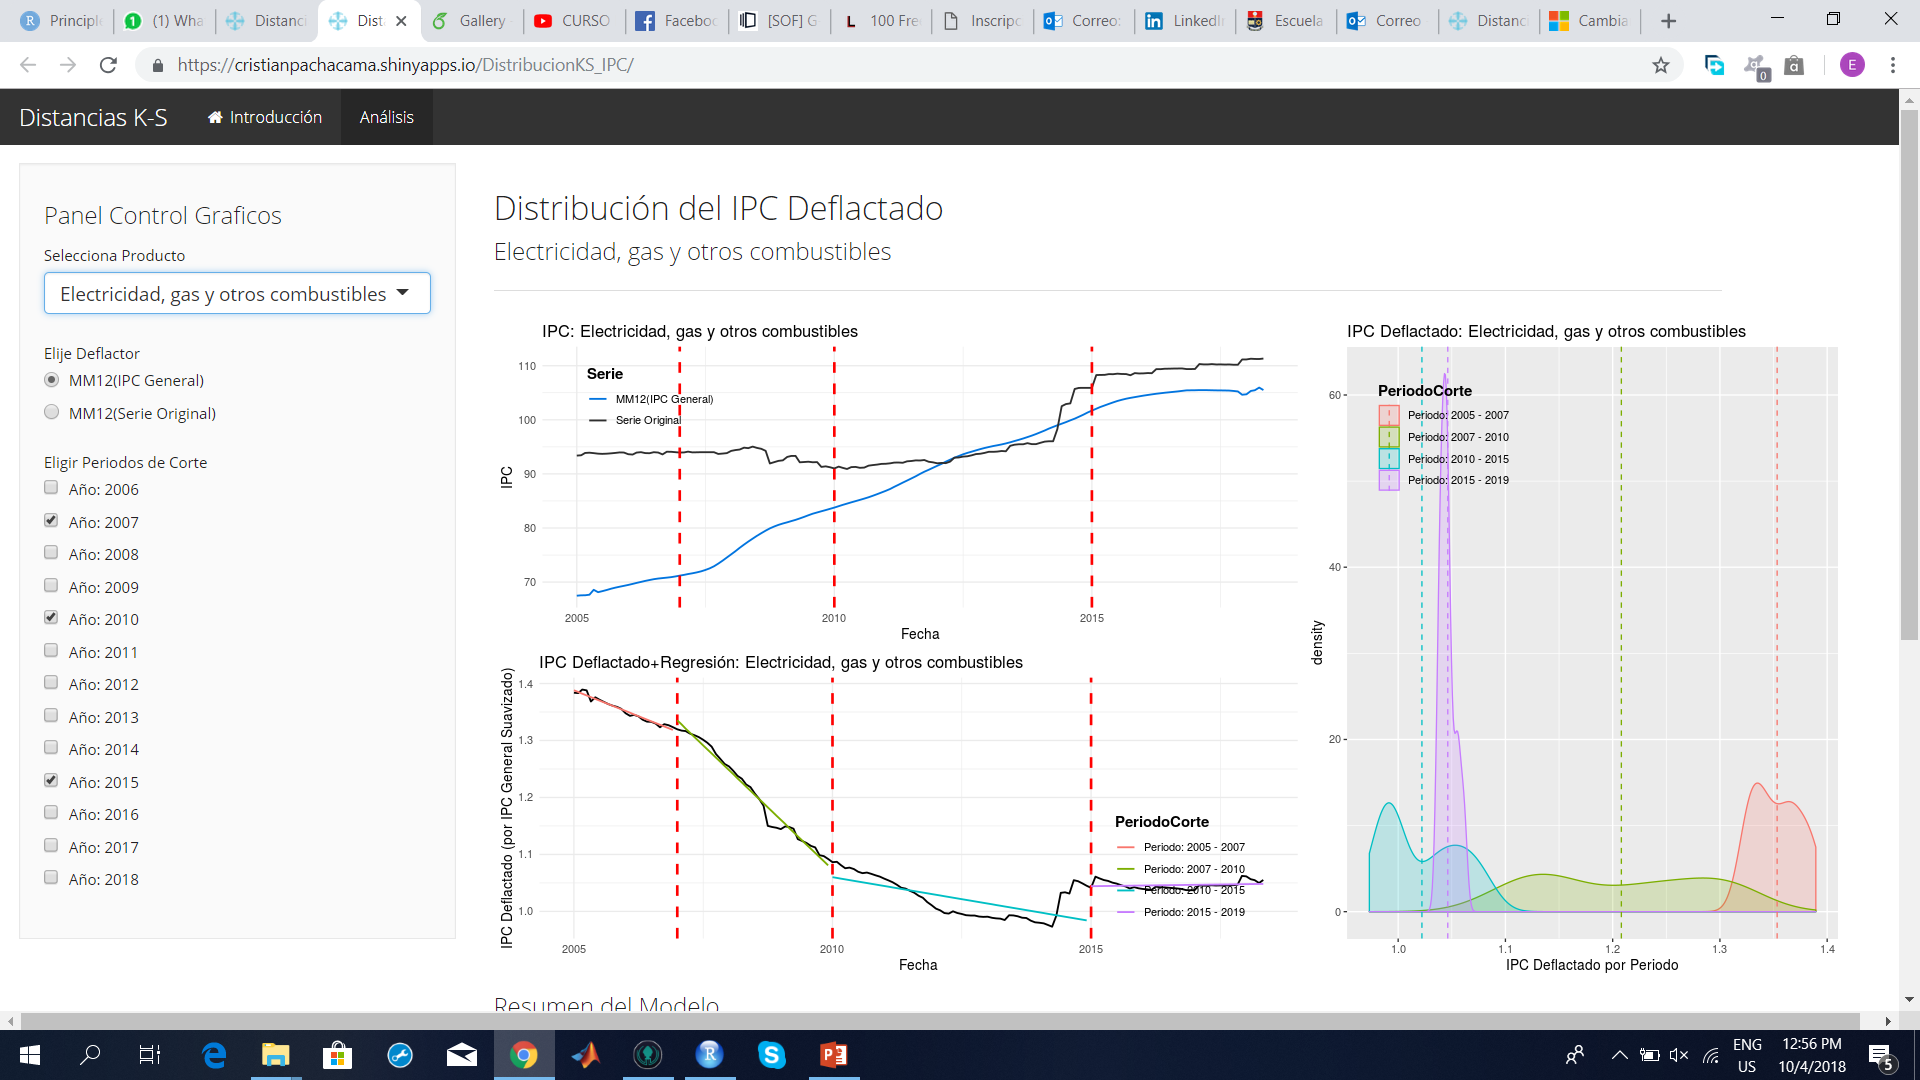 Principl
(1) Wha
Distanci
Dist
Gallery
CURSO
Facebo
[SOF] G
100 Fre
Inscripc
Correo:
LinkedIn
Escuela
Correo
Distanc
Cambia
https://cristianpachacama.shinyapps.io/DistribucionKS_IPC/
0
E
Distancias K-S
Introducción
Análisis
Panel Control Graficos
Selecciona Producto
Electricidad, gas y otros combustibles
Elije Deflactor
MM12(IPC General)
MM12(Serie Original)
Eligir Periodos de Corte
Año: 2006
Año: 2007
Año: 2008
Año: 2009
Año: 2010
Año: 2011
Año: 2012
Año: 2013
Año: 2014
Año: 2015
Año: 2016
Año: 2017
Año: 2018
Distribución del IPC Deflactado
Electricidad, gas y otros combustibles
IPC: Electricidad, gas y otros combustibles
Serie
MM12(IPC General)
Serie Original
110
100
90
80
70
IPC
2005
2010
2015
Fecha
IPC Deflactado+Regresión: Electricidad, gas y otros combustibles
IPC Deflactado (por IPC General Suavizado)
1.4
1.3
1.2
1.1
1.0
PeriodoCorte
Periodo: 2005 - 2007
Periodo: 2007 - 2010
Periodo: 2010 - 2015
Periodo: 2015 - 2019
2005
2010
2015
Fecha
IPC Deflactado: Electricidad, gas y otros combustibles
PeriodoCorte
Periodo: 2005 - 2007
Periodo: 2007 - 2010
Periodo: 2010 - 2015
Periodo: 2015 - 2019
60
40
20
0
density
1.0
1.1
1.2
1.3
1.4
IPC Deflactado por Periodo
Resumen del Modelo
ENG
US
12:56 PM
10/4/2018
5